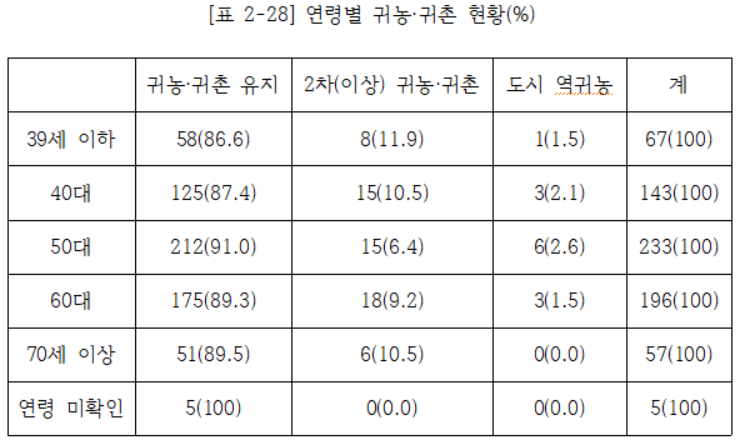 [표 2-28] 연령별 귀농·귀촌 현황(%)
귀농·귀촌 유지 2차(이상) 귀농·귀촌 도시 역귀농 계
39세 이하 58(86.6) 8(11.9) 1(1.5) 67(100)
40대 125(87.4) 15(10.5) 3(2.1) 143(100)
50대 212(91.0) 15(6.4) 6(2.6) 233(100)
60대 175(89.3) 18(9.2) 3(1.5) 196(100)
70세 이상 51(89.5) 6(10.5) 0(0.0) 57(100)
연령 미확인 5(100) 0(0.0) 0(0.0) 5(100)